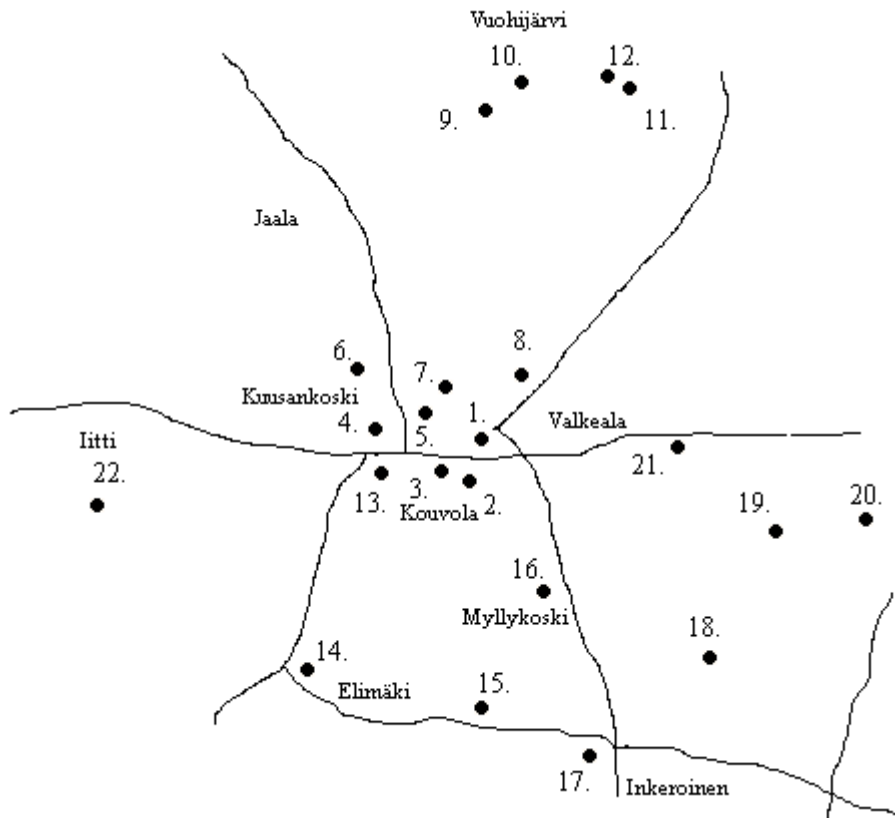 Vuohijärvi
10.
12.
9.
11.
Jaala
6.
7.
8.
Kuusankoski
4.
5.
1.
Valkeala
Iitti
22.
13.
3.
2.
Kouvola
21.
19.
20.
16.
Myllykoski
18.
14.
Elimäki
15.
17.
Inkeroinen